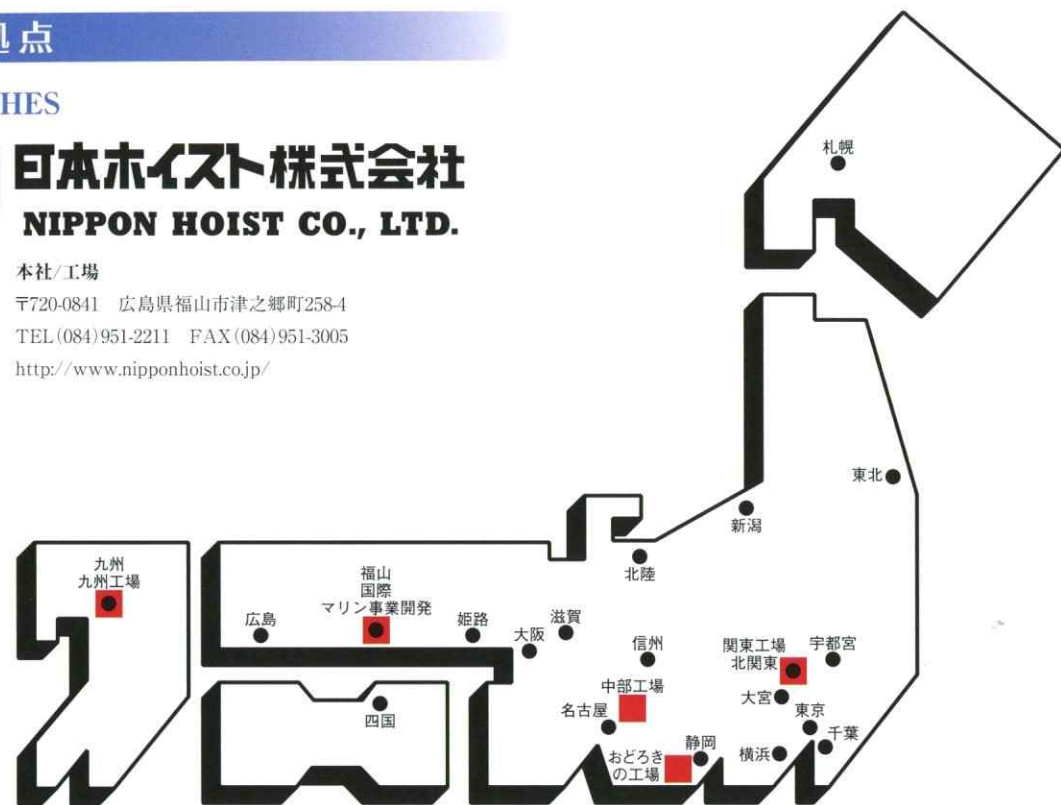 点
HES
日本ホイスト株式会社
NIPPON HOIST CO., LTD.
本社/工場
〒720-0841　広島県福山市津之郷町258-4
TEL(084)951-2211　FAX(084)951-3005
http://www.nipponhoist.co.jp/
札幌
東北
新潟
北陸
九州
九州工場
福山
国際
マリン事業開発
広島
姫路
大阪
滋賀
信州
関東工場
北関東
宇都宮
中部工場
大宮
名古屋
四国
東京
千葉
おどろき
の工場
静岡
横浜